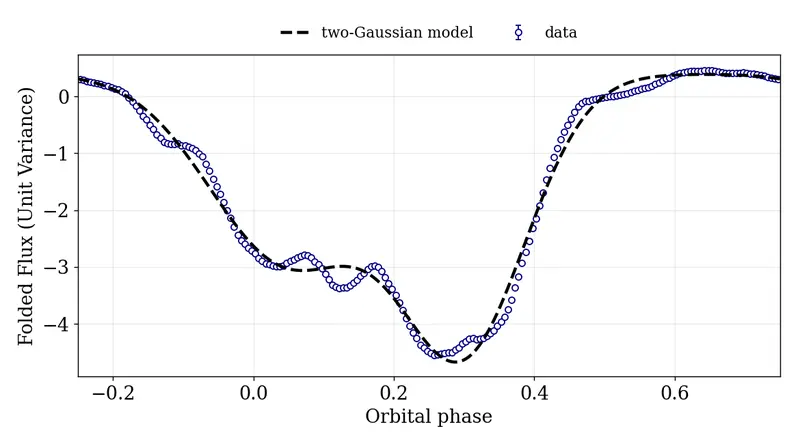 two-Gaussian model data
Folded Flux (Unit Variance)
0
−1
−2
−3
−4
−0.2 0.0 0.2 0.4 0.6
Orbital phase